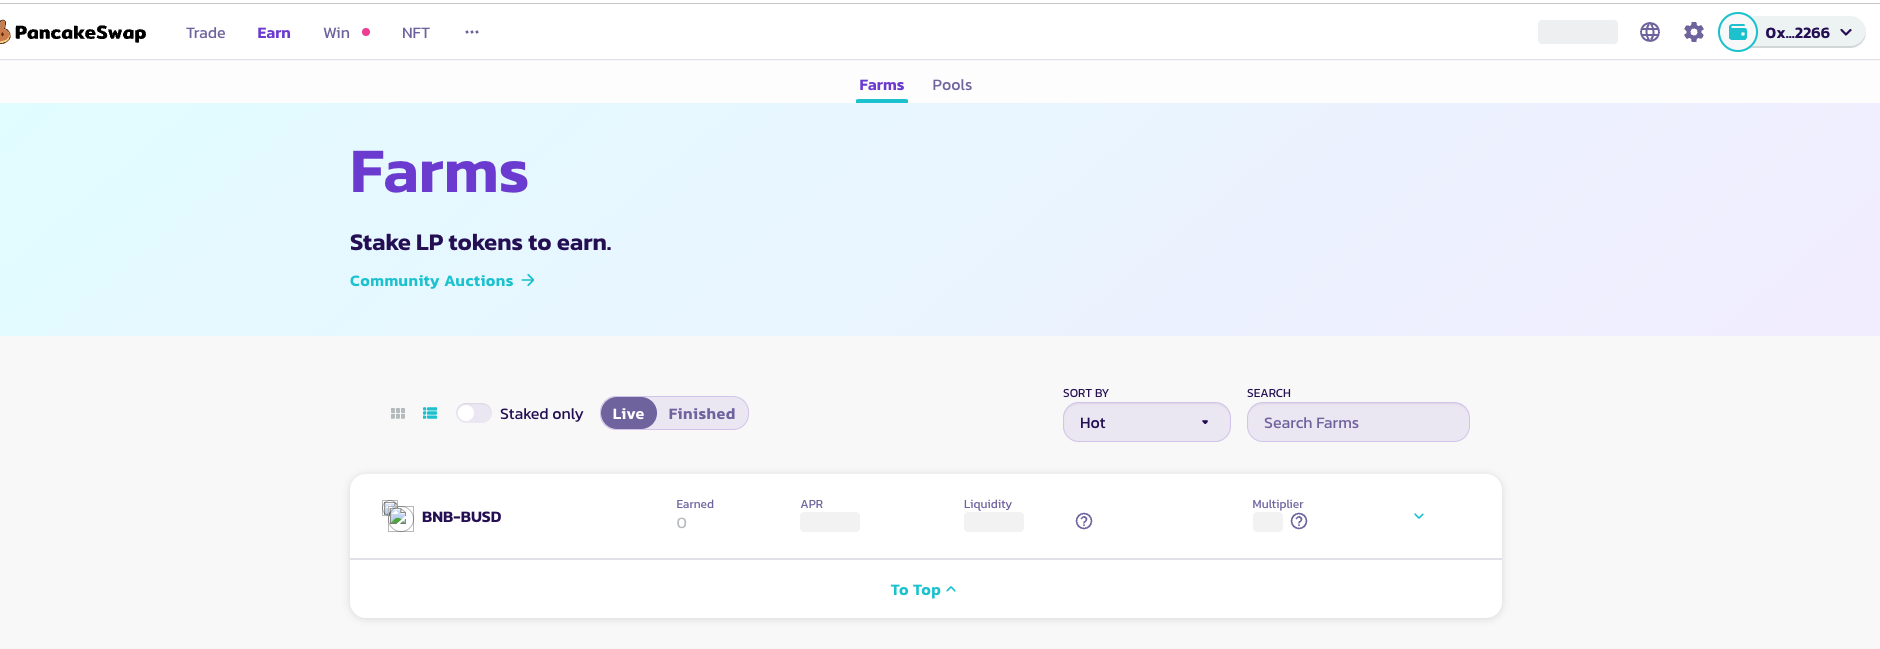 PancakeSwap
Trade
Earn
Win
NFT
0x...2266
Farms
Pools
Farms
Stake LP tokens to earn.
Community Auctions
Staked only
Live
Finished
SORT BY
Hot
SEARCH
Search Farms
BNB-BUSD
Earned
0
APR
Liquidity
Multiplier
To Top